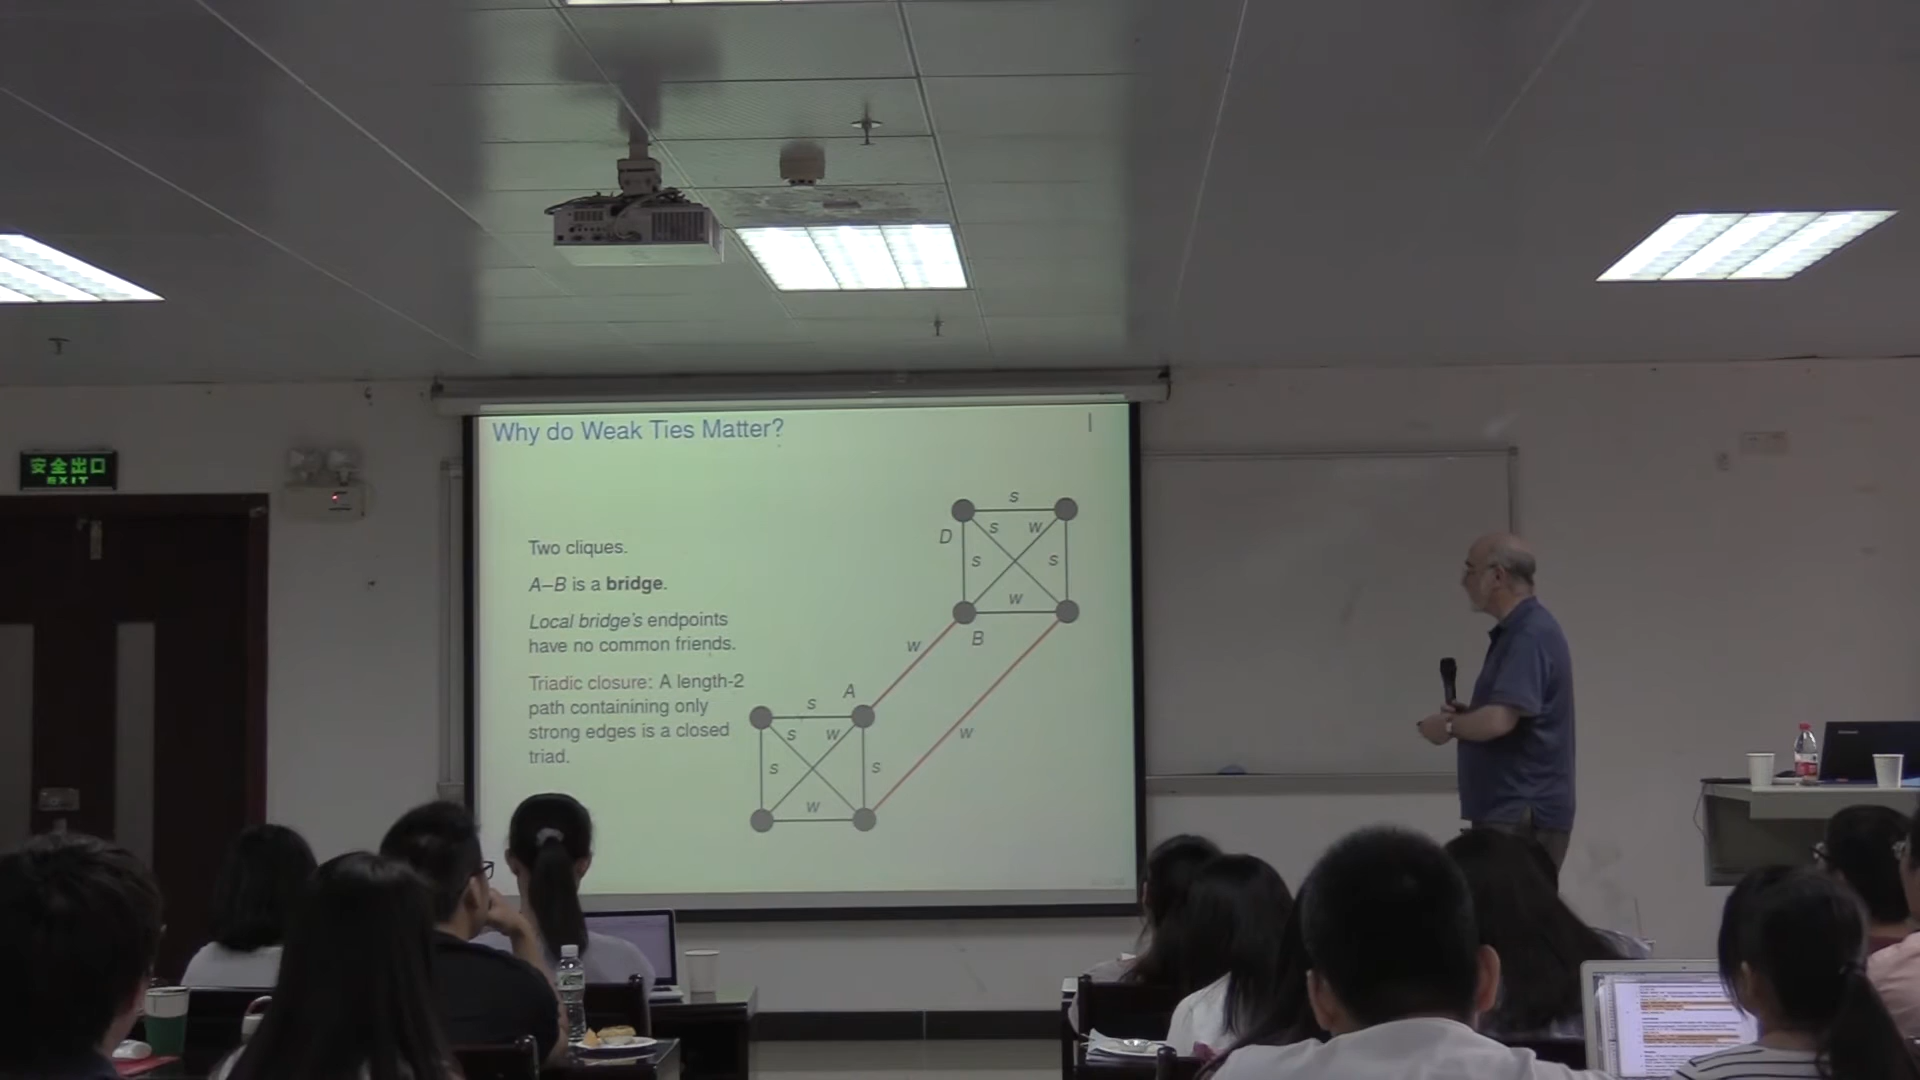 安全出口
EXIT
Why do Weak Ties Matter?
Two cliques.
A–B is a bridge.
Local bridge's endpoints
have no common friends.
Triadic closure: A length-2
path containining only
strong edges is a closed
triad.
s
D
s
w
s
s
w
B
w
A
s
s
w
w
s
s
w